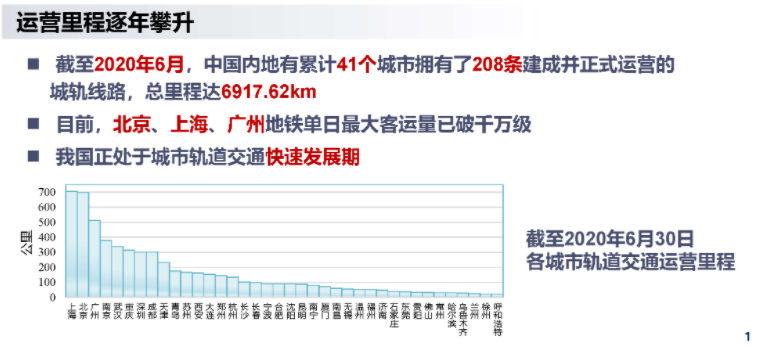 运营里程逐年攀升
截至2020年6月，中国内地有累计41个城市拥有了208条建成并正式运营的
城轨线路，总里程达6917.62km
目前，北京、上海、广州地铁单日最大客运量已破千万级
我国正处于城市轨道交通快速发展期
700
600
500
400
300
200
100
0
公里
上海
北京
广州
南京
武汉
重庆
深圳
成都
天津
青岛
苏州
西安
大连
郑州
杭州
长沙
长春
宁波
合肥
沈阳
昆明
南宁
厦门
南昌
无锡
温州
福州
济南
石家庄
东莞
贵阳
佛山
常州
哈尔滨
乌鲁木齐
兰州
徐州
呼和浩特
截至2020年6月30日
各城市轨道交通运营里程
1